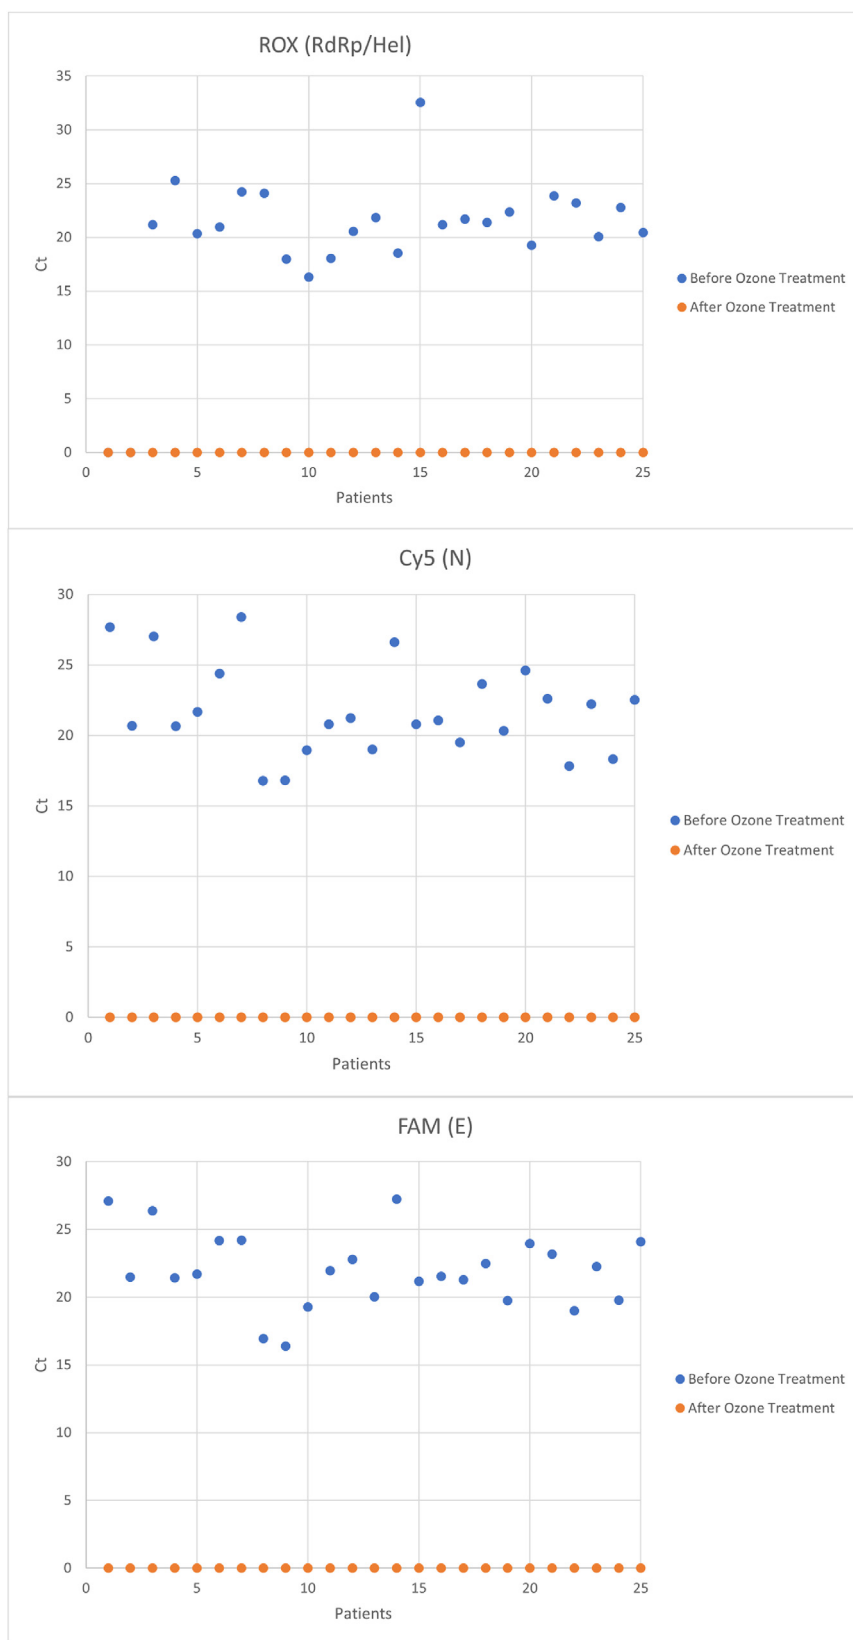 ROX (RdRp/Hel)
35
30
25
20
15
10
5
0
Ct
0 5 10 15 20 25
Patients
Before Ozone Treatment
After Ozone Treatment
Cy5 (N)
30
25
20
15
10
5
0
Ct
0 5 10 15 20 25
Patients
Before Ozone Treatment
After Ozone Treatment
FAM (E)
30
25
20
15
10
5
0
Ct
0 5 10 15 20 25
Patients
Before Ozone Treatment
After Ozone Treatment